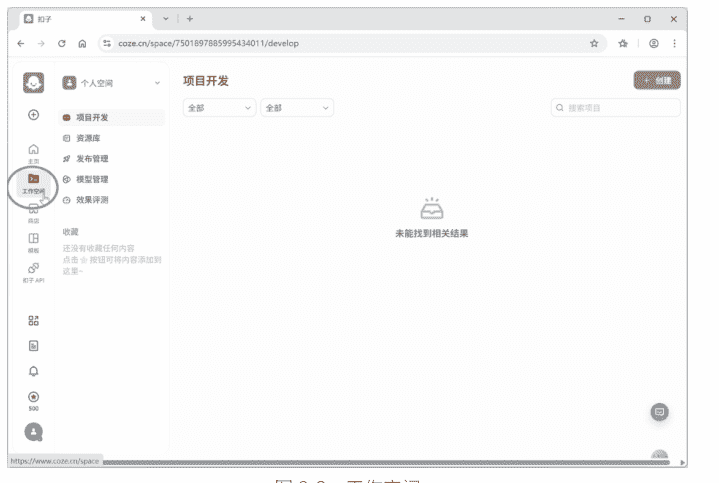 扣子
coze.cn/space/7501897885995434011/develop
个人空间
项目开发
+ 创建
全部
全部
搜索项目
项目开发
资源库
发布管理
模型管理
效果评测
主页
工作空间
商店
模板
扣子 API
收藏
还没有收藏任何内容
点击☆按钮可将内容添加到
这里~
未能找到相关结果
500
https://www.coze.cn/space